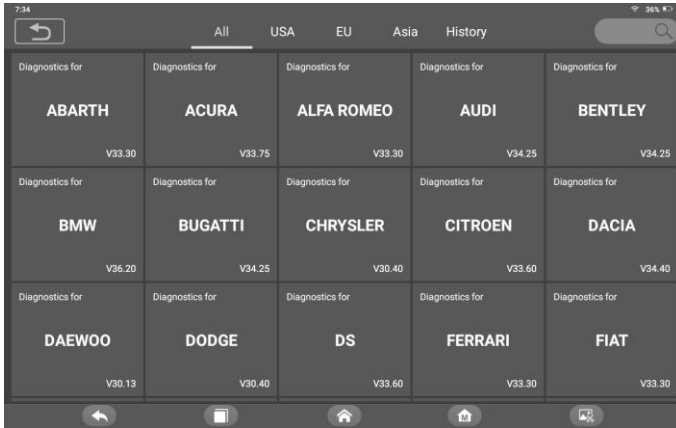 7:34 36%
All USA EU Asia History
Diagnostics for Diagnostics for Diagnostics for Diagnostics for Diagnostics for
ABARTH ACURA ALFA ROMEO AUDI BENTLEY
V33.30 V33.75 V33.30 V34.25 V34.25
Diagnostics for Diagnostics for Diagnostics for Diagnostics for Diagnostics for
BMW BUGATTI CHRYSLER CITROEN DACIA
V36.20 V34.25 V30.40 V33.60 V34.40
Diagnostics for Diagnostics for Diagnostics for Diagnostics for Diagnostics for
DAEWOO DODGE DS FERRARI FIAT
V30.13 V30.40 V33.60 V33.30 V33.30
M